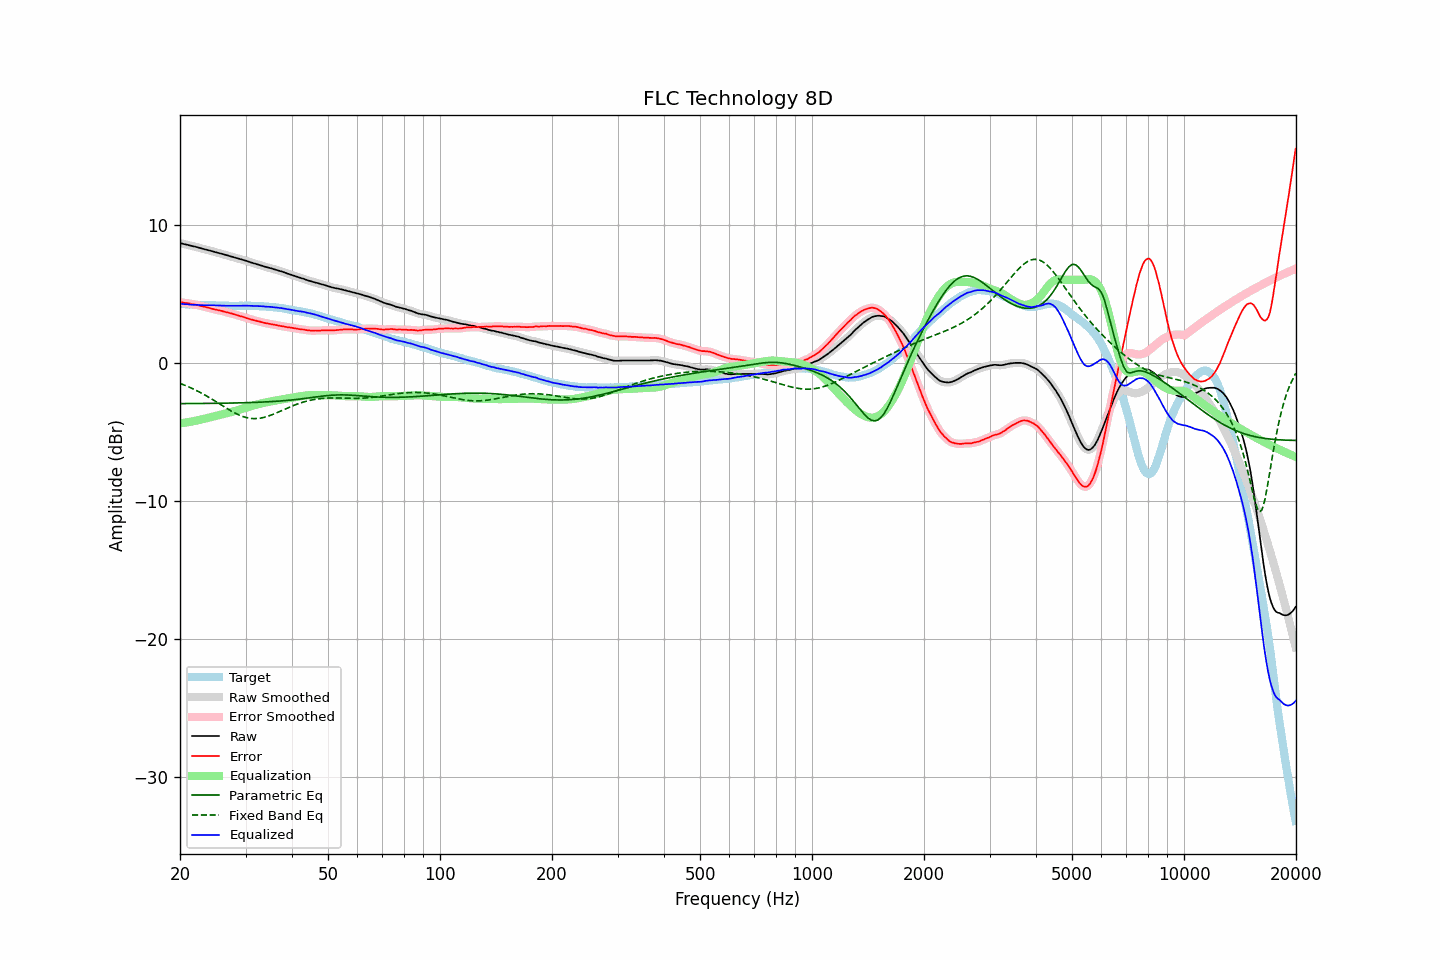 FLC Technology 8D
Amplitude (dBr)
10
0
−10
−20
−30
Target
Raw Smoothed
Error Smoothed
Raw
Error
Equalization
Parametric Eq
Fixed Band Eq
Equalized
20 50 100 200 500 1000 2000 5000 10000 20000
Frequency (Hz)